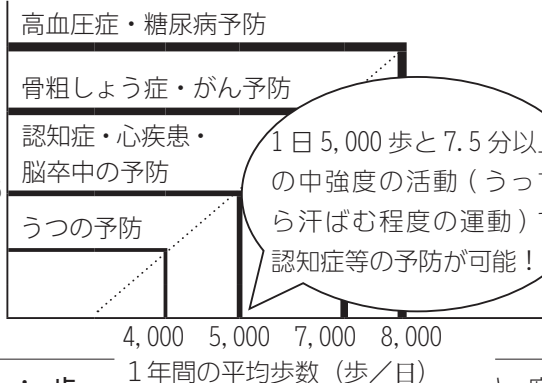 高血圧症・糖尿病予防
骨粗しょう症・がん予防
認知症・心疾患・
脳卒中の予防
うつの予防
1日5,000歩と7.5分以
の中強度の活動(うっ
ら汗ばむ程度の運動)
認知症等の予防が可能!
4,000 5,000 7,000 8,000
1年間の平均歩数(歩/日)